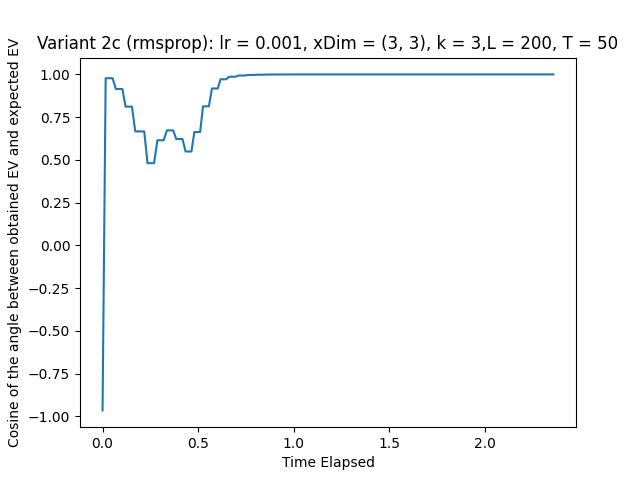 Variant 2c (rmsprop): lr = 0.001, xDim = (3, 3), k = 3,L = 200, T = 50
Cosine of the angle between obtained EV and expected EV
1.00
0.75
0.50
0.25
0.00
−0.25
−0.50
−0.75
−1.00
0.0 0.5 1.0 1.5 2.0
Time Elapsed